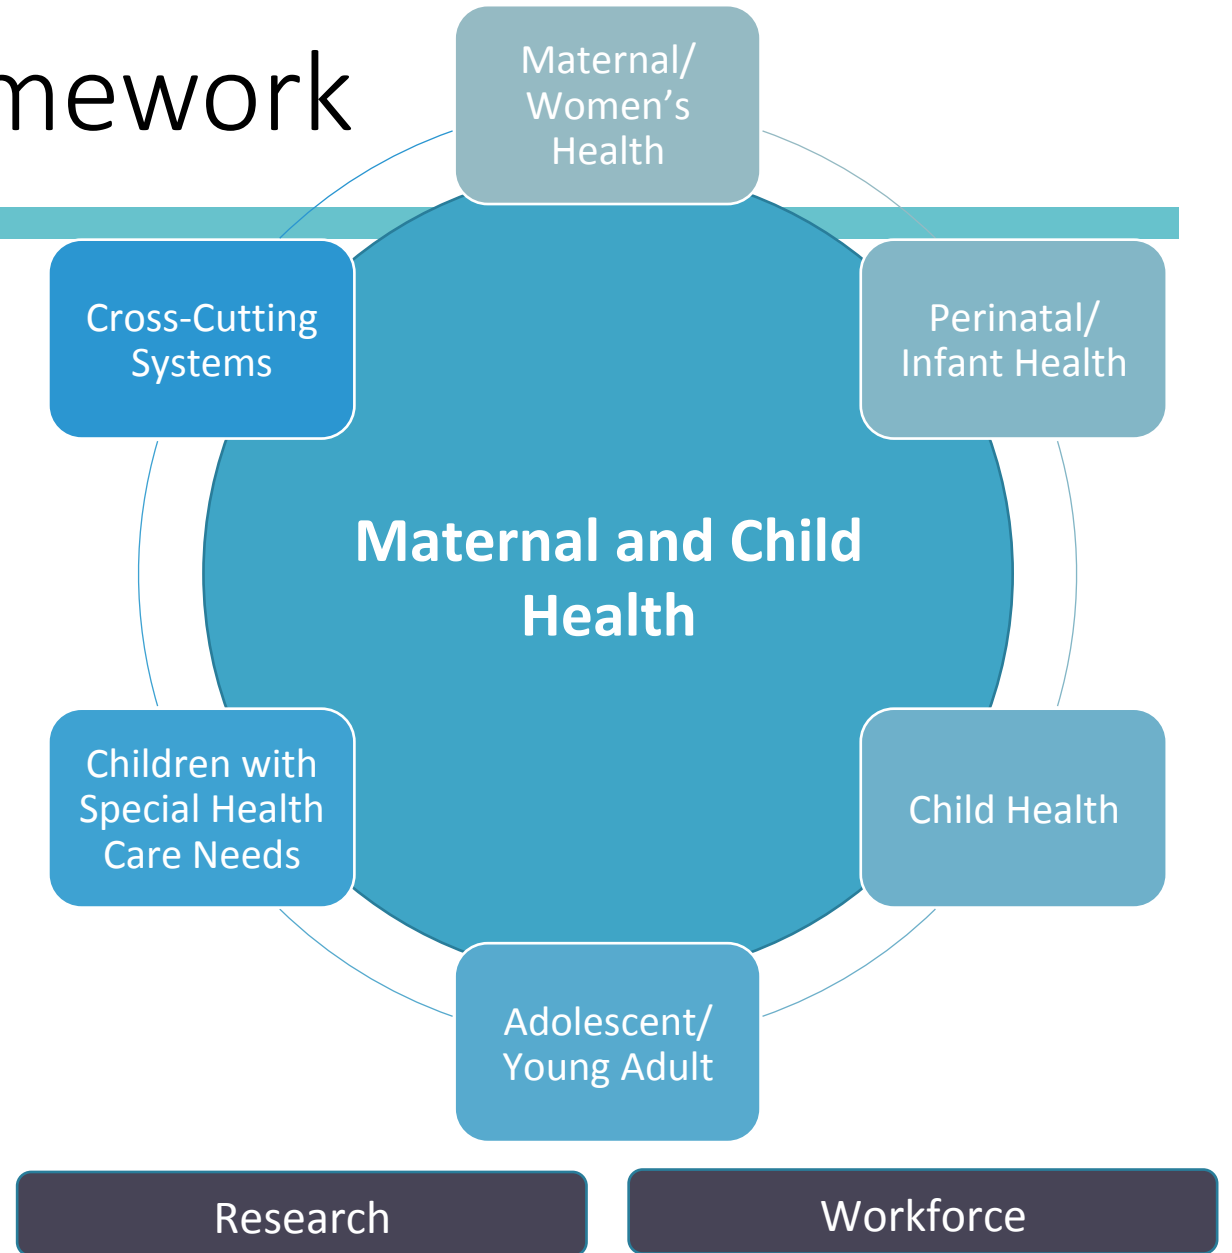 mework
Maternal/
Women’s
Health
Cross-Cutting
Systems
Perinatal/
Infant Health
Maternal and Child
Health
Children with
Special Health
Care Needs
Child Health
Adolescent/
Young Adult
Research
Workforce